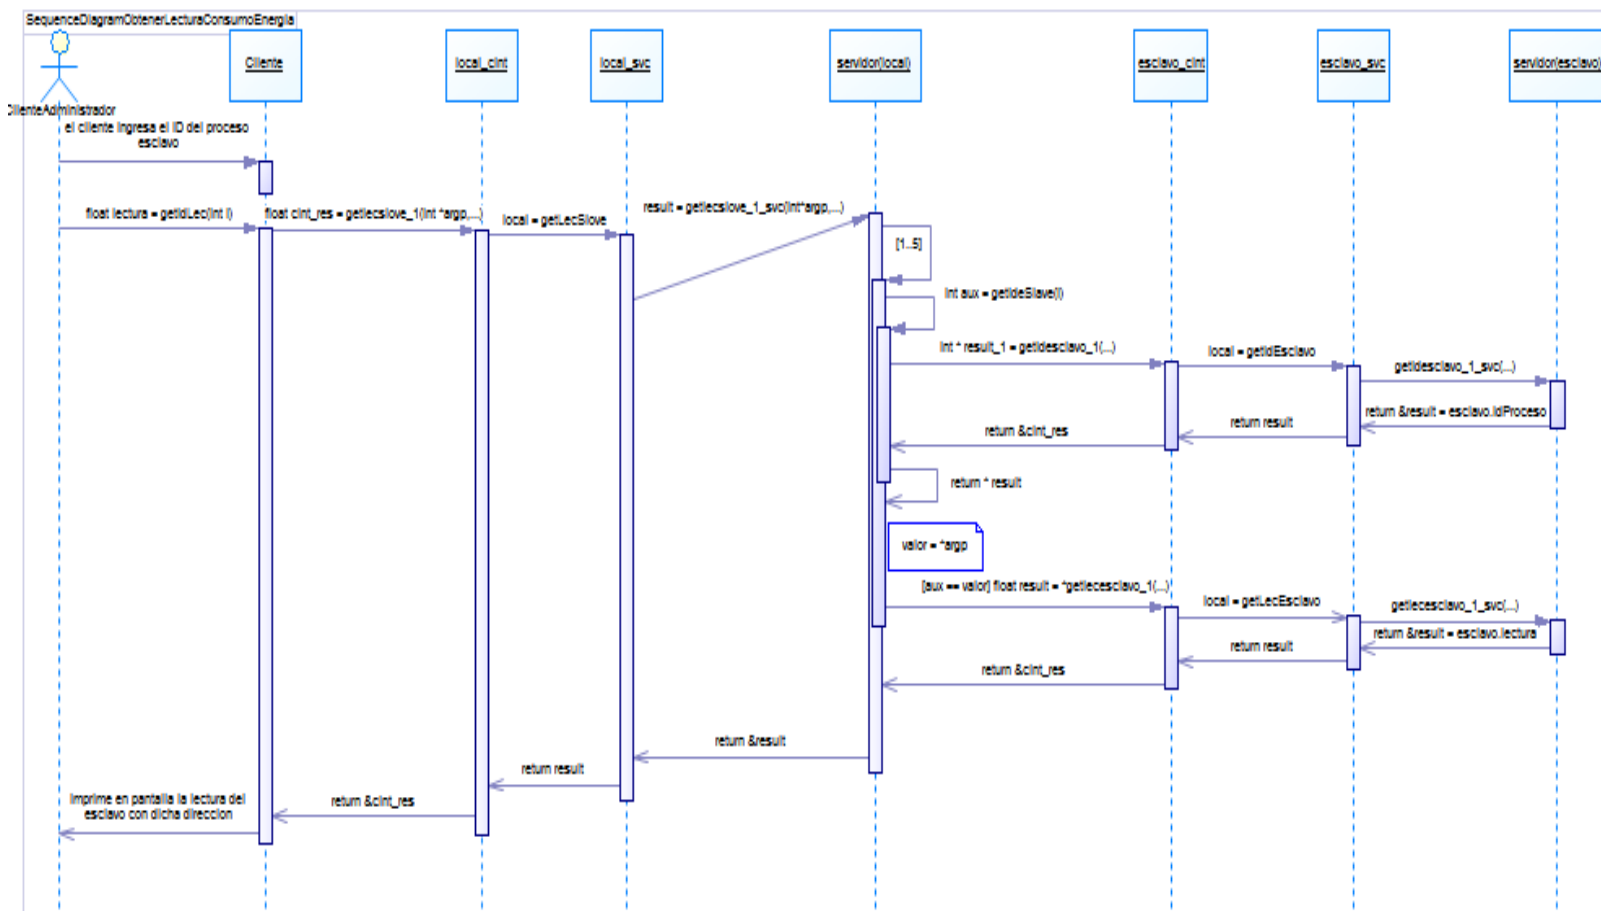 SequenceDiagramObtenerLecturaConsumoEnergia
Cliente
local_clnt
local_svc
servidor(local)
esclavo_clnt
esclavo_svc
servidor(esclavo)
ClienteAdministrador
el cliente ingresa el ID del proceso
esclavo
float lectura = getIdLec(int i)
float clnt_res = getlecslove_1(int *argp,...)
local = getLecSlove
result = getlecslove_1_svc(int*argp,...)
[1..5]
int aux = getIdeSlave(i)
int * result_1 = getidesclavo_1(...)
local = getIdEsclavo
getidesclavo_1_svc(...)
return &result = esclavo.idProceso
return result
return &clnt_res
return * result
valor = *argp
[aux == valor] float result = *getlecesclavo_1(...)
local = getLecEsclavo
getlecesclavo_1_svc(...)
return &result = esclavo.lectura
return result
return &clnt_res
return &result
return result
return &clnt_res
imprime en pantalla la lectura del
esclavo con dicha direccion